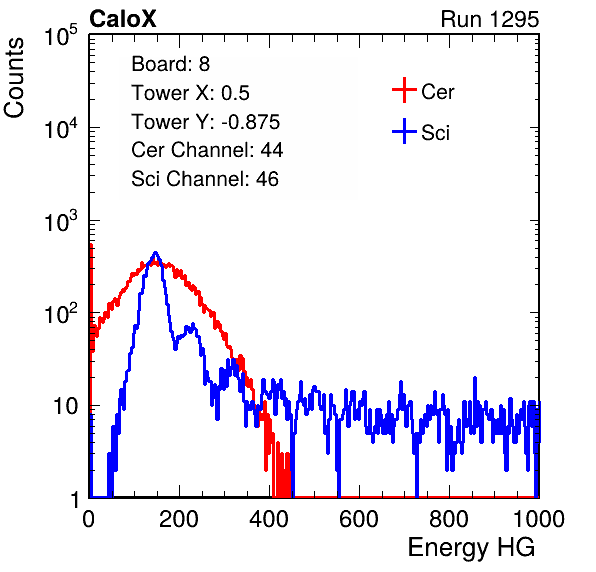 CaloX Run 1295
Counts
Board: 8
Tower X: 0.5
Tower Y: -0.875
Cer Channel: 44
Sci Channel: 46
Cer
Sci
10^5
10^4
10^3
10^2
10
1
0 200 400 600 800 1000
Energy HG